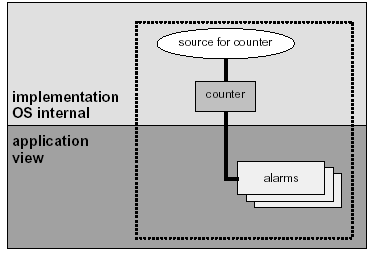 source for counter
counter
implementation
OS internal
application
view
alarms